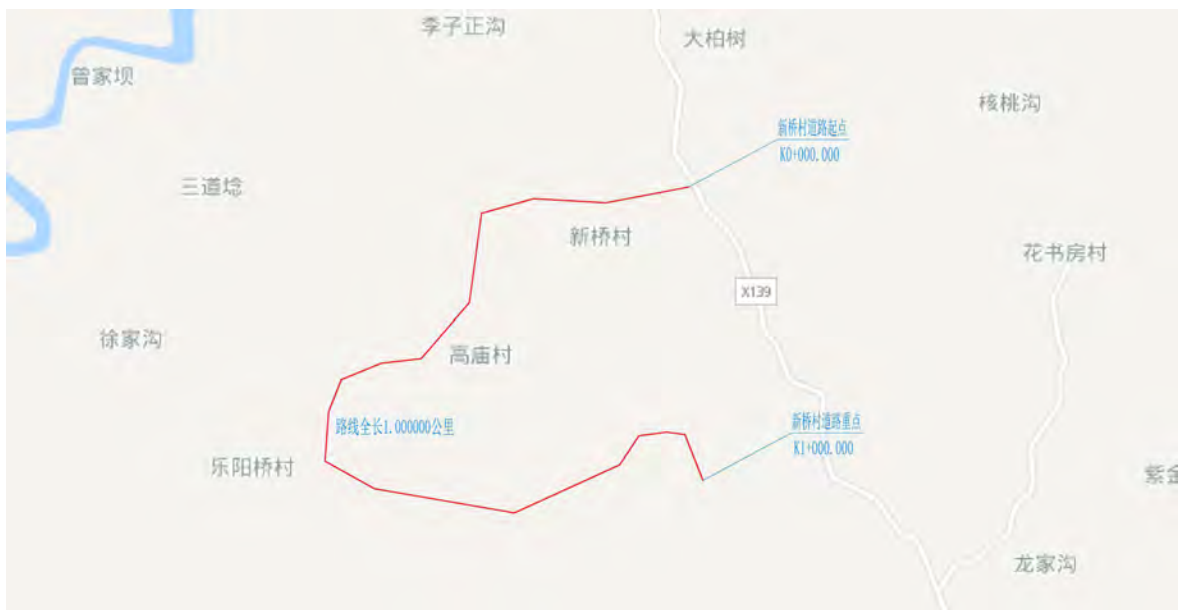 季子正沟
大柏树
曾家坝
核桃沟
新桥村道路起点
K0+000.000
三道埝
新桥村
花书房村
X139
徐家沟
高庙村
路线全长1.000000公里
新桥村道路重点
K1+000.000
乐阳桥村
紫金
龙家沟